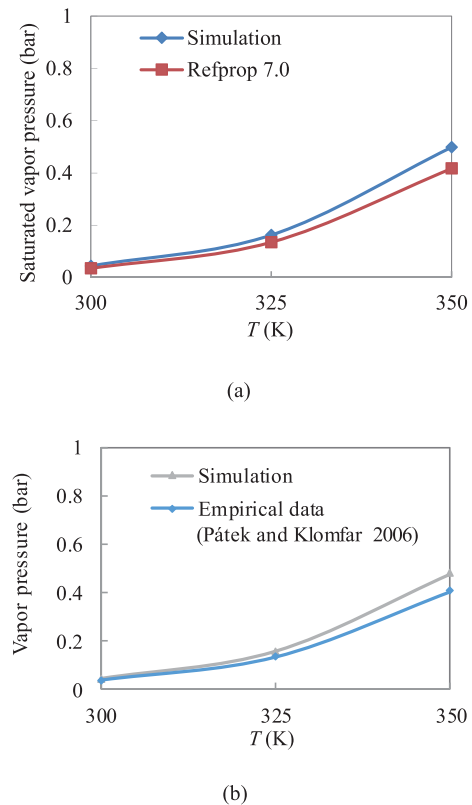 Saturated vapor pressure (bar)
1
0.8
0.6
0.4
0.2
0
Simulation
Refprop 7.0
300
325
350
T (K)
(a)
Vapor pressure (bar)
1
0.8
0.6
0.4
0.2
0
Simulation
Empirical data
(Pátek and Klomfar 2006)
300
325
350
T (K)
(b)